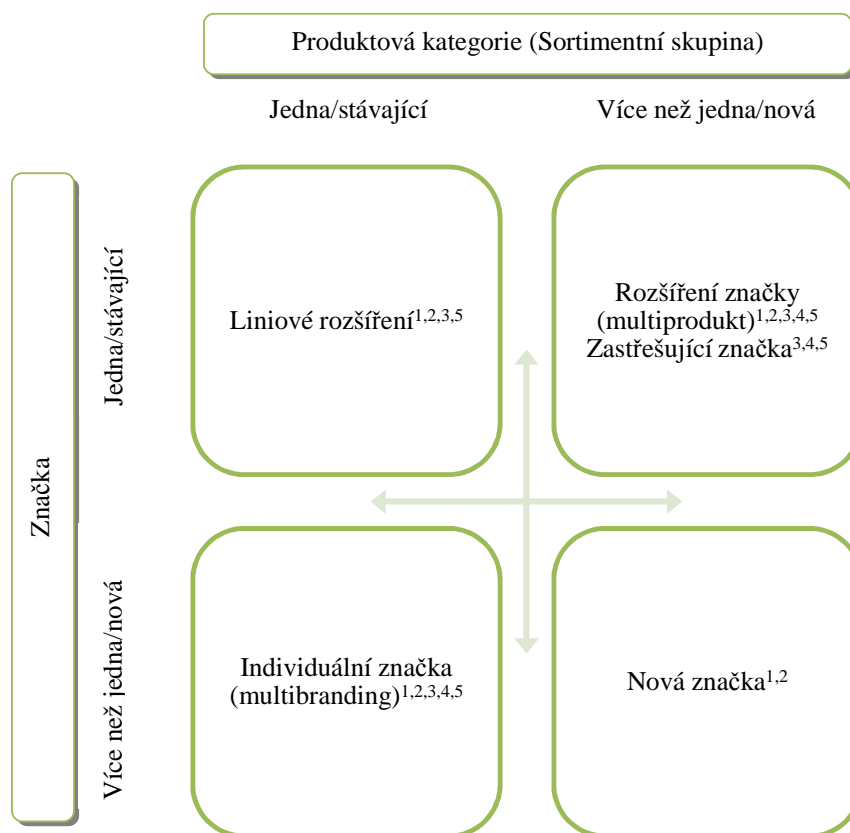 Produktová kategorie (Sortimentní skupina)
Jedna/stávající
Více než jedna/nová
Značka
Jedna/stávající
Liniové rozšíření1,2,3,5
Rozšíření značky
(multiprodukt)1,2,3,4,5
Zastřešující značka3,4,5
Více než jedna/nová
Individuální značka
(multibranding)1,2,3,4,5
Nová značka1,2